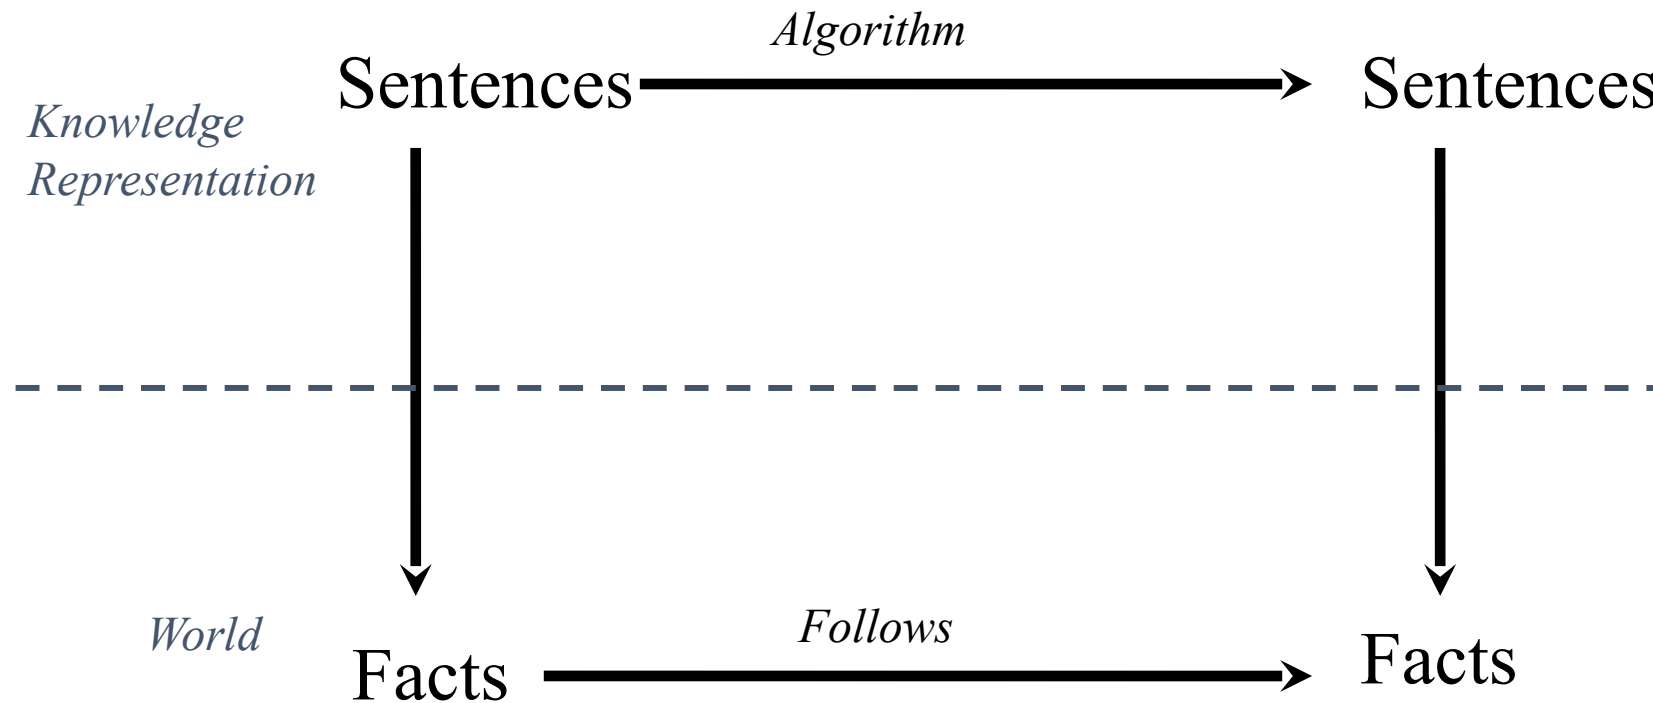 Algorithm
Sentences
Sentences
Knowledge
Representation
World
Follows
Facts
Facts